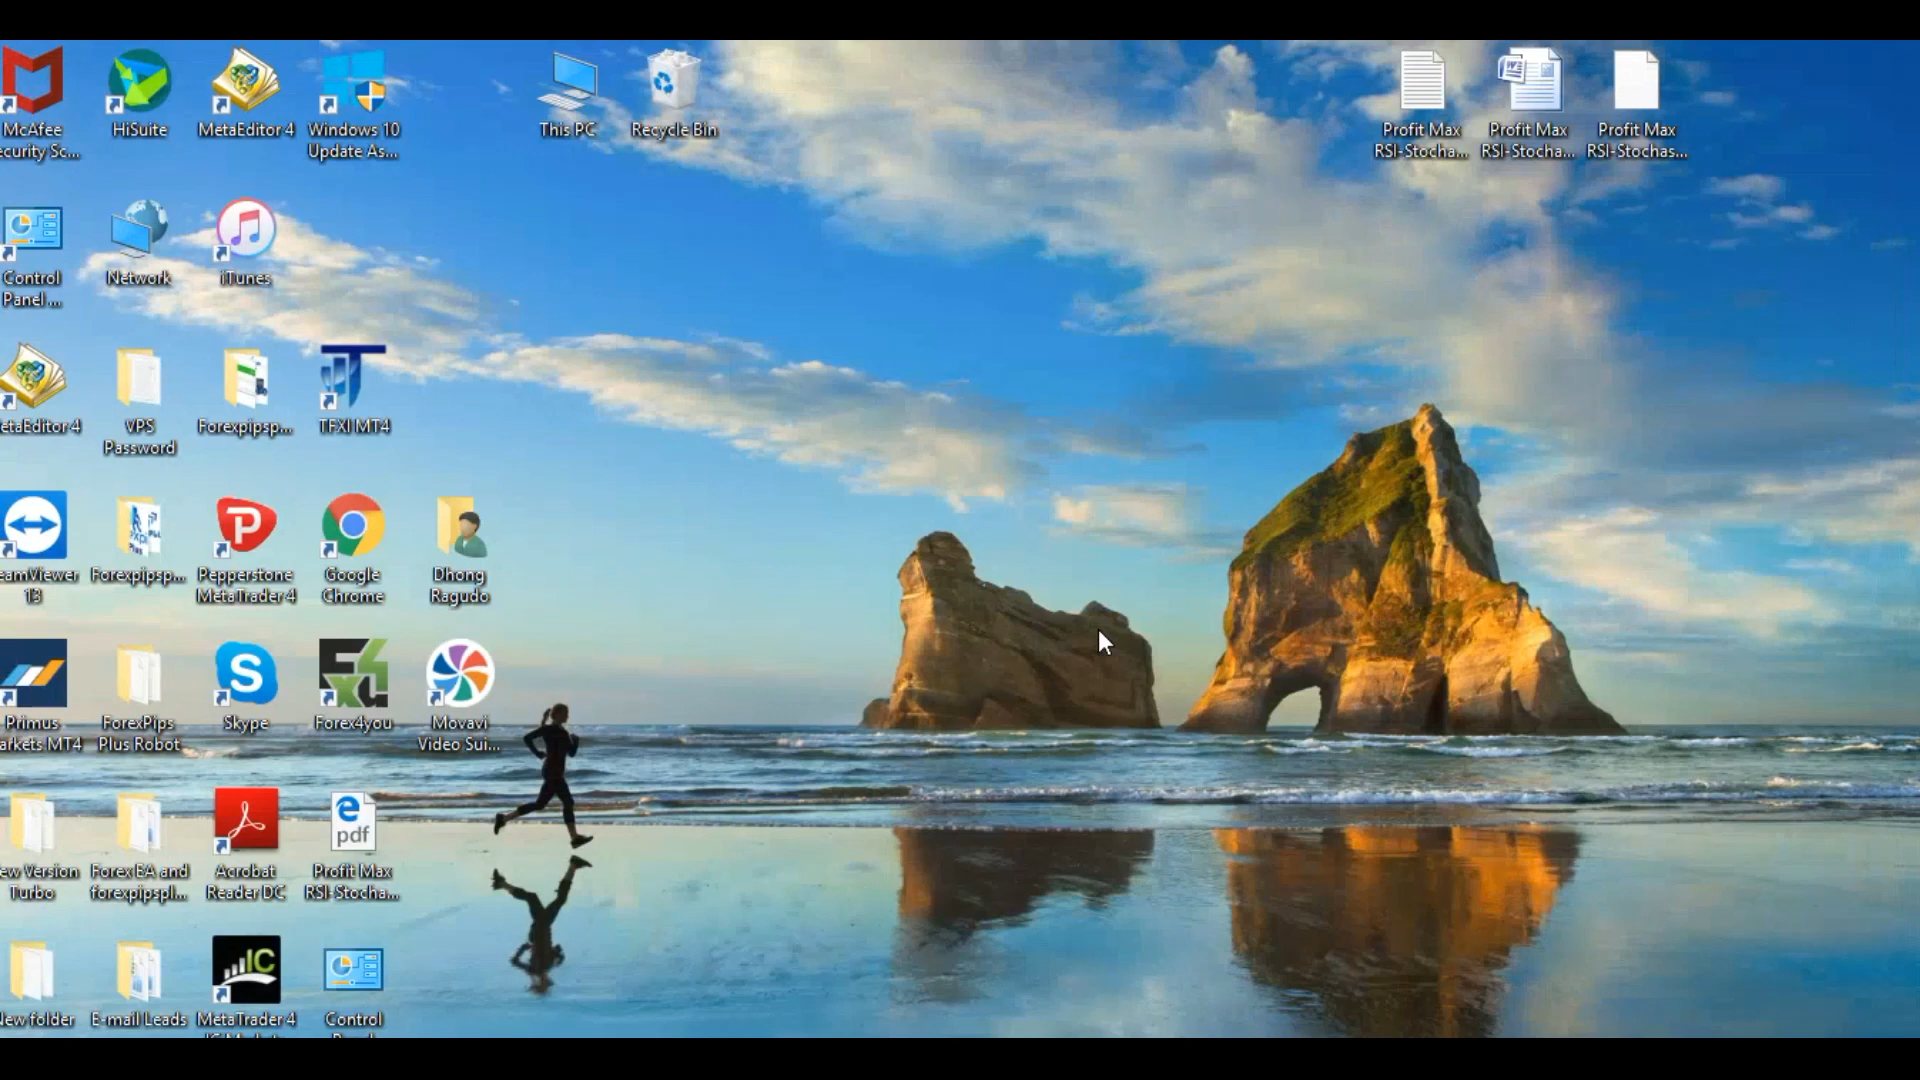 McAfee
ecurity Sc...
HiSuite
MetaEditor 4
Windows 10
Update As...
This PC
Recycle Bin
Profit Max
RSI-Stocha...
Profit Max
RSI-Stocha...
Profit Max
RSI-Stochas...
Control
Panel ...
Network
iTunes
etaEditor 4
VPS
Password
Forexpipsp...
TFXI MT4
eamViewer
13
Forexpipsp...
Pepperstone
MetaTrader 4
Google
Chrome
Dhong
Ragudo
Primus
arkets MT4
ForexPips
Plus Robot
Skype
Forex4you
Movavi
Video Sui...
ew Version
Turbo
Forex EA and
forexpipspl...
Acrobat
Reader DC
pdf
Profit Max
RSI-Stocha...
New folder
E-mail Leads
IC
MetaTrader 4
Control